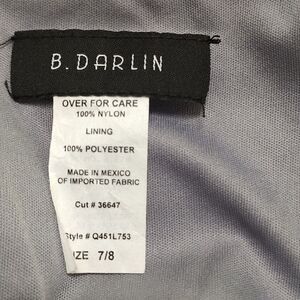 B. DARLIN
OVER FOR CARE
100% NYLON
LINING
100% POLYESTER
MADE IN MEXICO
OF IMPORTED FABRIC
Cut # 36647
Style # Q451L753
IZE 7/8